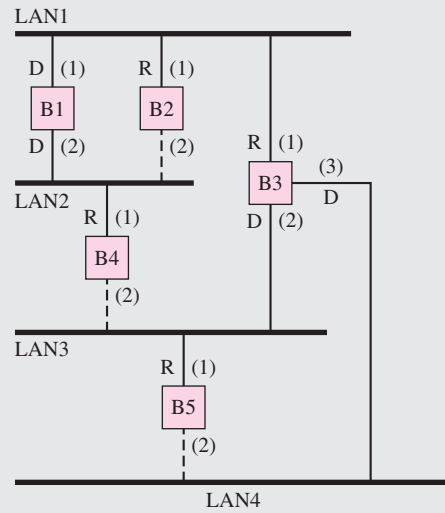 LAN1
D (1) R (1)
B1 B2
D (2) (2) R (1) (3)
B3 D
LAN2 D (2)
R (1)
B4
(2)
LAN3
R (1)
B5
(2)
LAN4